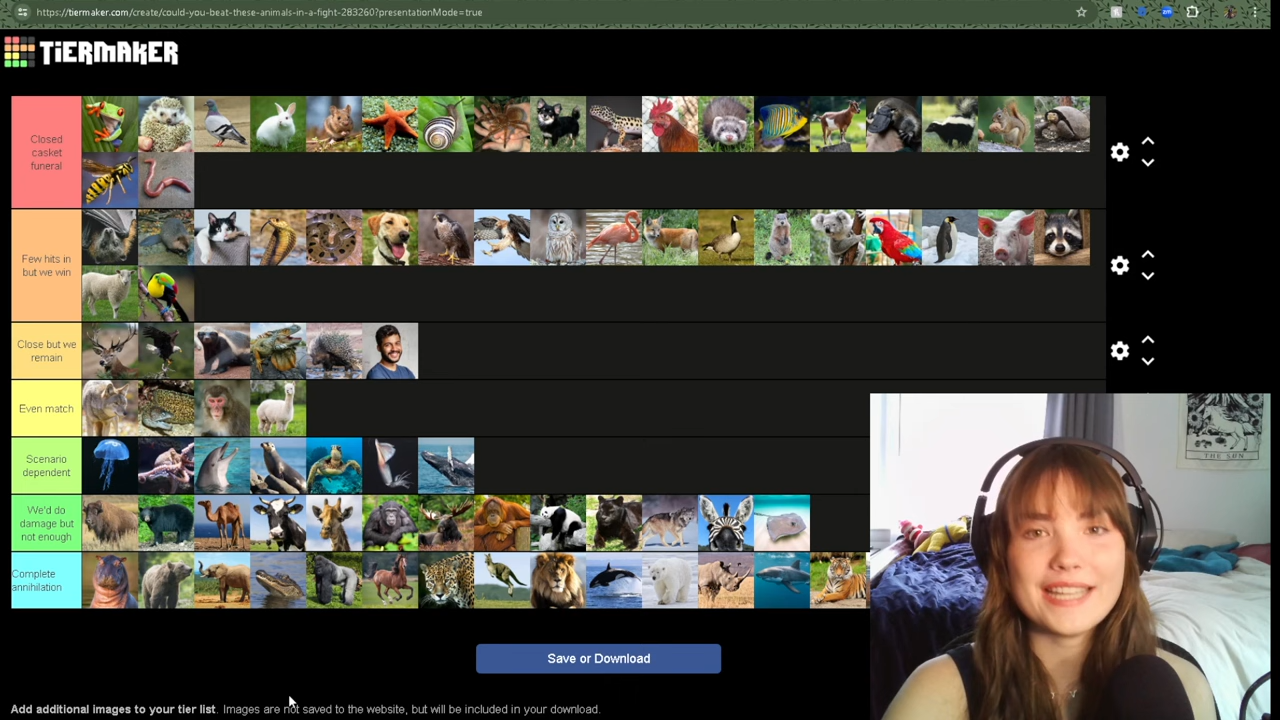 https://tiermaker.com/create/could-you-beat-these-animals-in-a-fight-283260?presentationMode=true
TiERMAKER
Closed
casket
funeral
Few hits in
but we win
Close but we
remain
Even match
Scenario
dependent
We'd do
damage but
not enough
Complete
annihilation
THE SUN
Save or Download
Add additional images to your tier list. Images are not saved to the website, but will be included in your download.